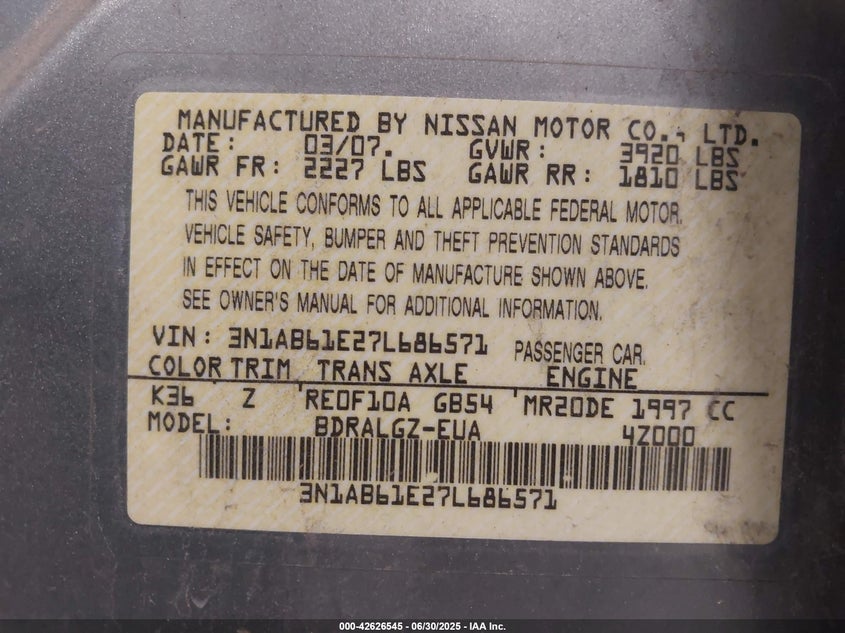 MANUFACTURED BY NISSAN MOTOR CO., LTD.
DATE: 03/07. GVWR: 3920 LBS
GAWR FR: 2227 LBS GAWR RR: 1810 LBS
THIS VEHICLE CONFORMS TO ALL APPLICABLE FEDERAL MOTOR.
VEHICLE SAFETY, BUMPER AND THEFT PREVENTION STANDARDS
IN EFFECT ON THE DATE OF MANUFACTURE SHOWN ABOVE.
SEE OWNER'S MANUAL FOR ADDITIONAL INFORMATION.
VIN: 3N1AB61E27L686571 PASSENGER CAR.
COLOR TRIM TRANS AXLE ENGINE
K36 Z RE0F10A GB54 MR20DE 1997 CC
MODEL: BDRALGZ-EUA 4Z000
3N1AB61E27L686571
000-42626545 - 06/30/2025 - IAA Inc.